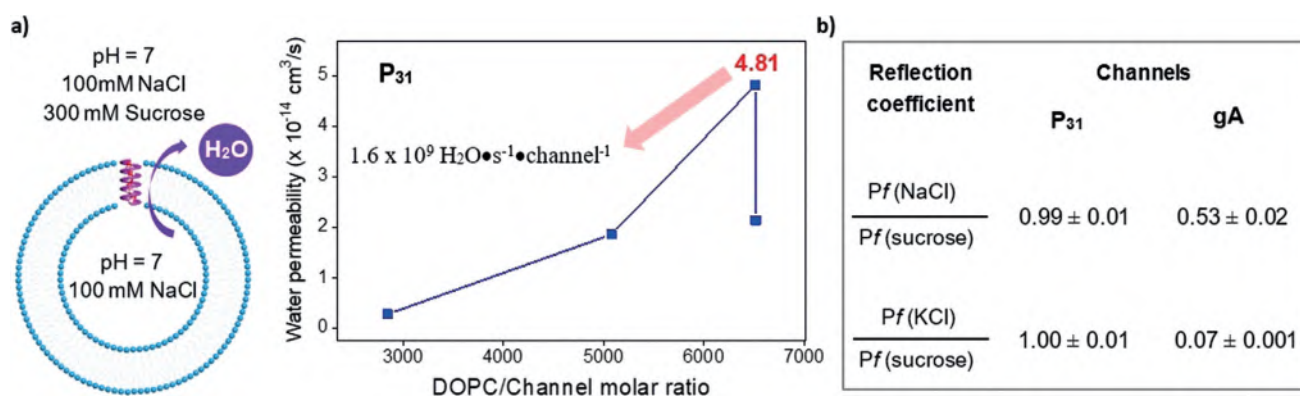 a)
pH = 7
100mM NaCl
300 mM Sucrose
H₂O
pH = 7
100 mM NaCl
Water permeability (x 10⁻¹⁴ cm³/s)
5
4
3
2
1
0
P₃₁
4.81
1.6 x 10⁹ H₂O•s⁻¹•channel⁻¹
3000 4000 5000 6000 7000
DOPC/Channel molar ratio
b)
Reflection coefficient
Channels
P₃₁ gA
Pf (NaCl)
Pf (sucrose)
0.99 ± 0.01 0.53 ± 0.02
Pf (KCl)
Pf (sucrose)
1.00 ± 0.01 0.07 ± 0.001